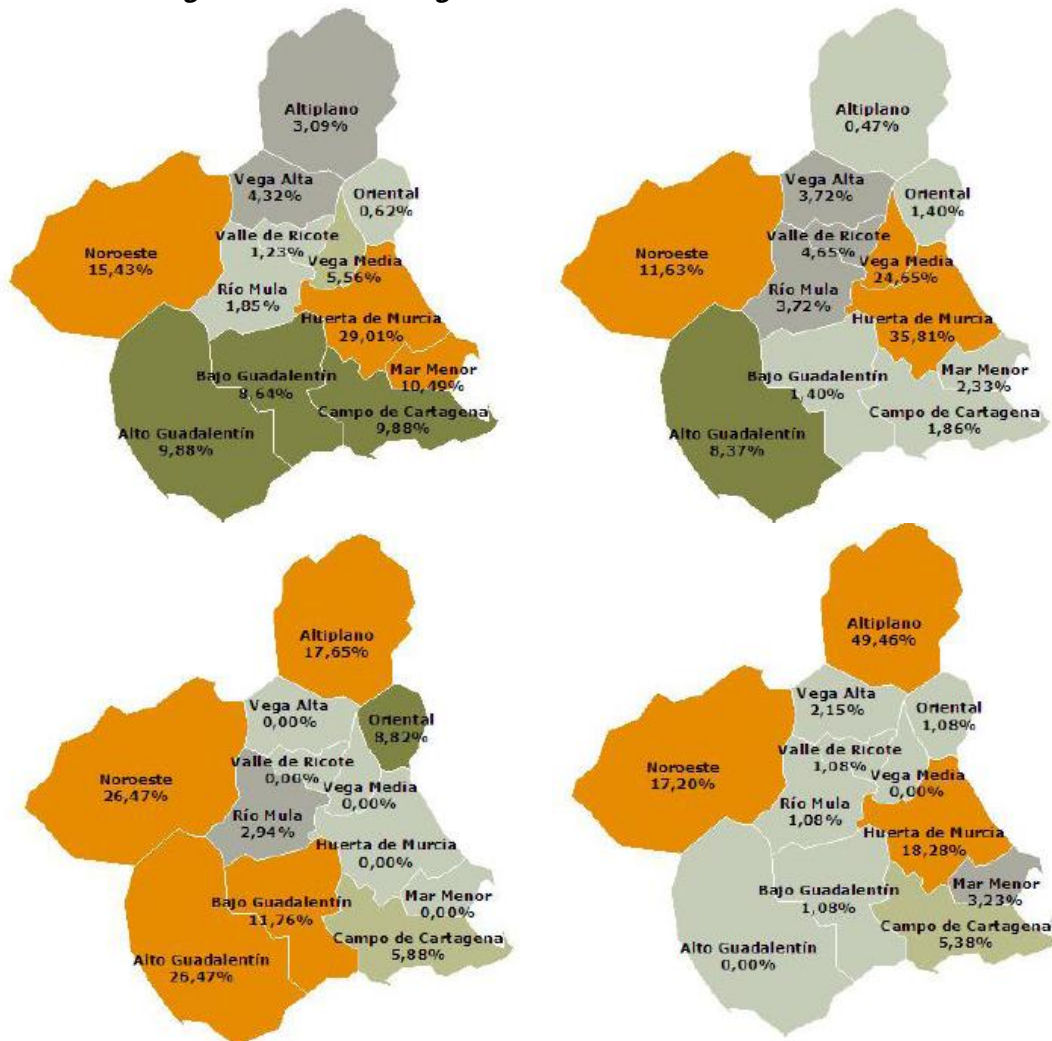 Altiplano
3,09%
Vega Alta
4,32%
Oriental
0,62%
Noroeste
15,43%
Valle de Ricote
1,23%
Vega Media
5,56%
Río Mula
1,85%
Huerta de Murcia
29,01%
Mar Menor
10,49%
Bajo Guadalentín
8,64%
Campo de Cartagena
9,88%
Alto Guadalentín
9,88%
Altiplano
0,47%
Vega Alta
3,72%
Oriental
1,40%
Noroeste
11,63%
Valle de Ricote
4,65%
Vega Media
24,65%
Río Mula
3,72%
Huerta de Murcia
35,81%
Mar Menor
2,33%
Bajo Guadalentín
1,40%
Campo de Cartagena
1,86%
Alto Guadalentín
8,37%
Altiplano
17,65%
Vega Alta
0,00%
Oriental
8,82%
Noroeste
26,47%
Valle de Ricote
0,00%
Vega Media
0,00%
Río Mula
2,94%
Huerta de Murcia
0,00%
Mar Menor
0,00%
Bajo Guadalentín
11,76%
Campo de Cartagena
5,88%
Alto Guadalentín
26,47%
Altiplano
49,46%
Vega Alta
2,15%
Oriental
1,08%
Noroeste
17,20%
Valle de Ricote
1,08%
Vega Media
0,00%
Río Mula
1,08%
Huerta de Murcia
18,28%
Mar Menor
3,23%
Bajo Guadalentín
1,08%
Campo de Cartagena
5,38%
Alto Guadalentín
0,00%